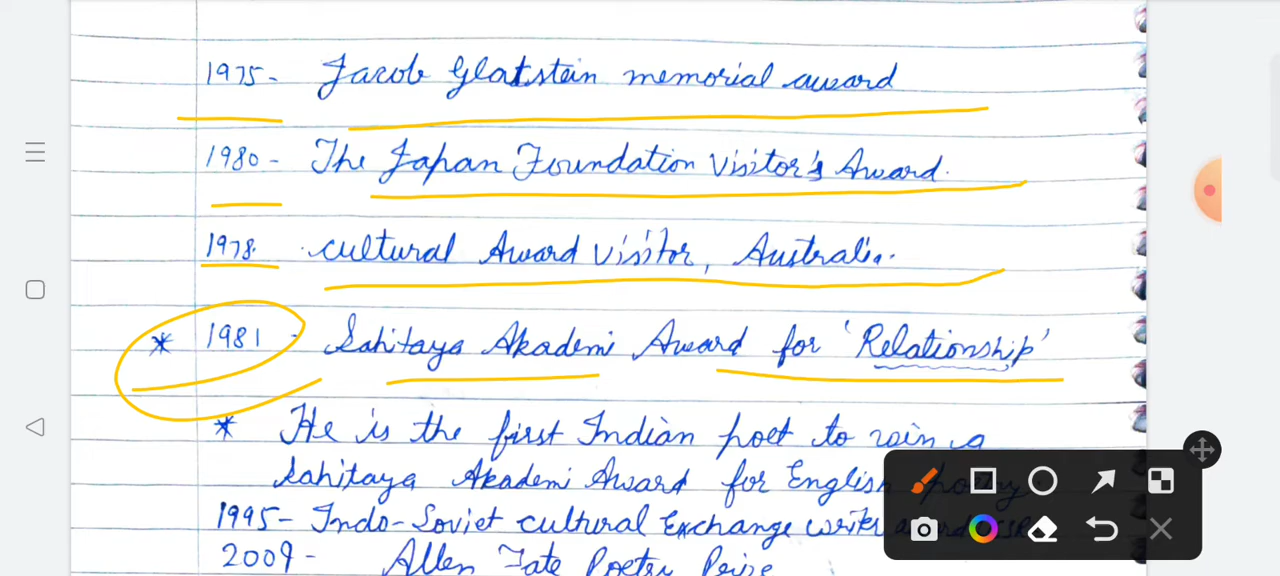 1975- Jacob Glatstein memorial award
1980- The Japan Foundation Visitor's Award.
1978. cultural Award visitor, Australia.
* 1981 - Sahitaya Akademi Award for 'Relationship'
* He is the first Indian poet to win a
Sahitaya Akademi Award for English poetry.
1995- Indo-Soviet cultural Exchange writer
2009- Allen Tate Poetry Prize